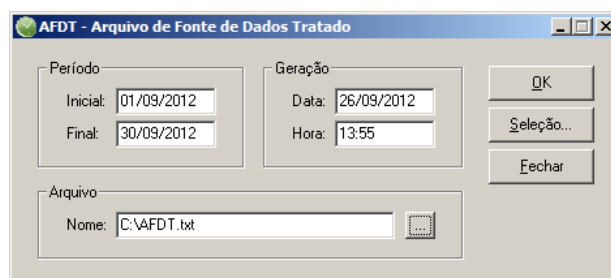 AFDT - Arquivo de Fonte de Dados Tratado
Período
Inicial: 01/09/2012
Final: 30/09/2012
Geração
Data: 26/09/2012
Hora: 13:55
OK
Seleção...
Fechar
Arquivo
Nome: C:\AFDT.txt ...